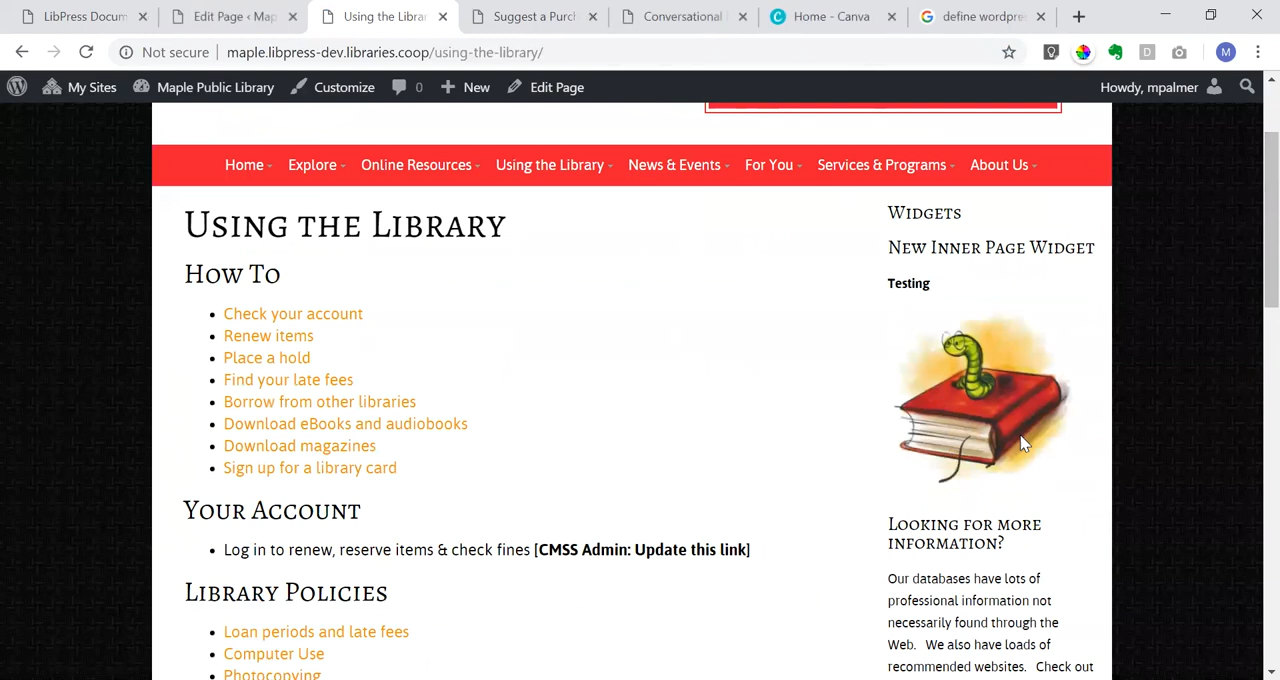 LibPress Docum
Edit Page ‹ Map
Using the Librar
Suggest a Purch
Conversational
Home - Canva
define wordpres
Not secure
maple.libpress-dev.libraries.coop/using-the-library/
M
My Sites
Maple Public Library
Customize
0
New
Edit Page
Howdy, mpalmer
Home
Explore
Online Resources
Using the Library
News & Events
For You
Services & Programs
About Us
Using the Library
How To
Check your account
Renew items
Place a hold
Find your late fees
Borrow from other libraries
Download eBooks and audiobooks
Download magazines
Sign up for a library card
Your Account
Log in to renew, reserve items & check fines [CMSS Admin: Update this link]
Library Policies
Loan periods and late fees
Computer Use
Photocopying
Widgets
New Inner Page Widget
Testing
Looking for more
information?
Our databases have lots of
professional information not
necessarily found through the
Web. We also have loads of
recommended websites. Check out